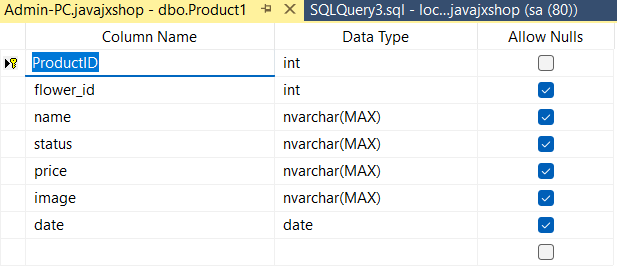 Admin-PC.javajxshop - dbo.Product1 SQLQuery3.sql - loc...javajxshop (sa (80))
Column Name Data Type Allow Nulls
ProductID int
flower_id int
name nvarchar(MAX)
status nvarchar(MAX)
price nvarchar(MAX)
image nvarchar(MAX)
date date